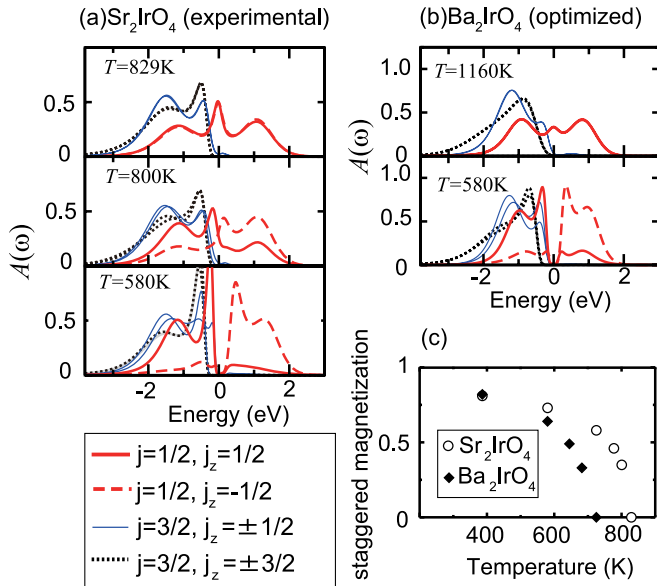 (a)Sr2IrO4 (experimental)
T=829K
0.5
0
T=800K
0.5
0
T=580K
0.5
0
-2 0 2
Energy (eV)
A(ω)
j=1/2, jz=1/2
j=1/2, jz=-1/2
j=3/2, jz=±1/2
j=3/2, jz=±3/2
(b)Ba2IrO4 (optimized)
1.0
T=1160K
0.5
0
1.0
T=580K
0.5
0
-2 0 2
Energy (eV)
A(ω)
(c)
1
0.5
0
Sr2IrO4
Ba2IrO4
400 600 800
Temperature (K)
staggered magnetization